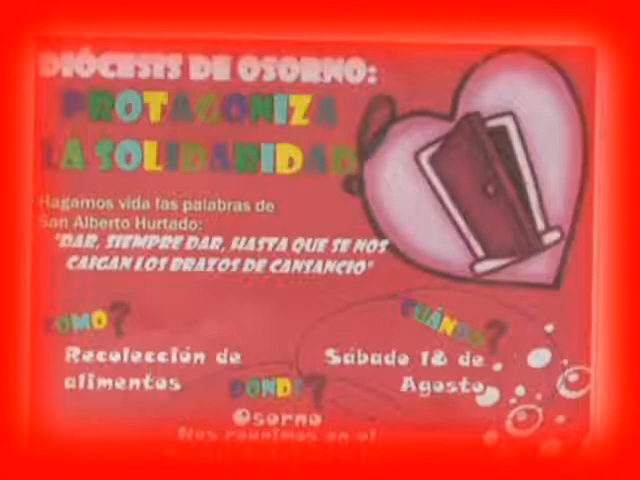 DIÓCESIS DE OSORNO:
PROTAGONIZA
LA SOLIDARIDAD
Hagamos vida las palabras de
San Alberto Hurtado:
"DAR, SIEMPRE DAR, HASTA QUE SE NOS
CAIGAN LOS BRAZOS DE CANSANCIO"
COMO?
Recolección de
alimentos
CUÁNDO?
Sábado 18 de
Agosto
DONDE?
Osorno
Nos reunimos en el